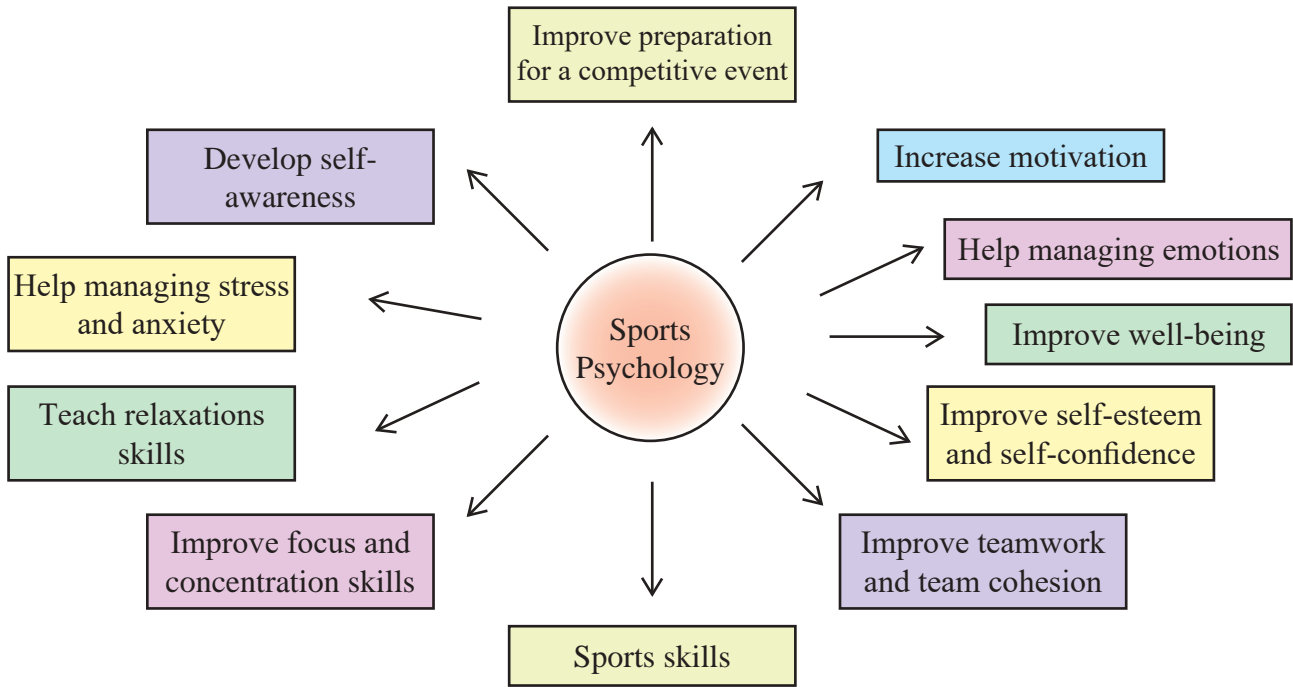 Improve preparation
for a competitive event
Develop self-
awareness
Increase motivation
Help managing emotions
Help managing stress
and anxiety
Sports
Psychology
Improve well-being
Teach relaxations
skills
Improve self-esteem
and self-confidence
Improve focus and
concentration skills
Improve teamwork
and team cohesion
Sports skills